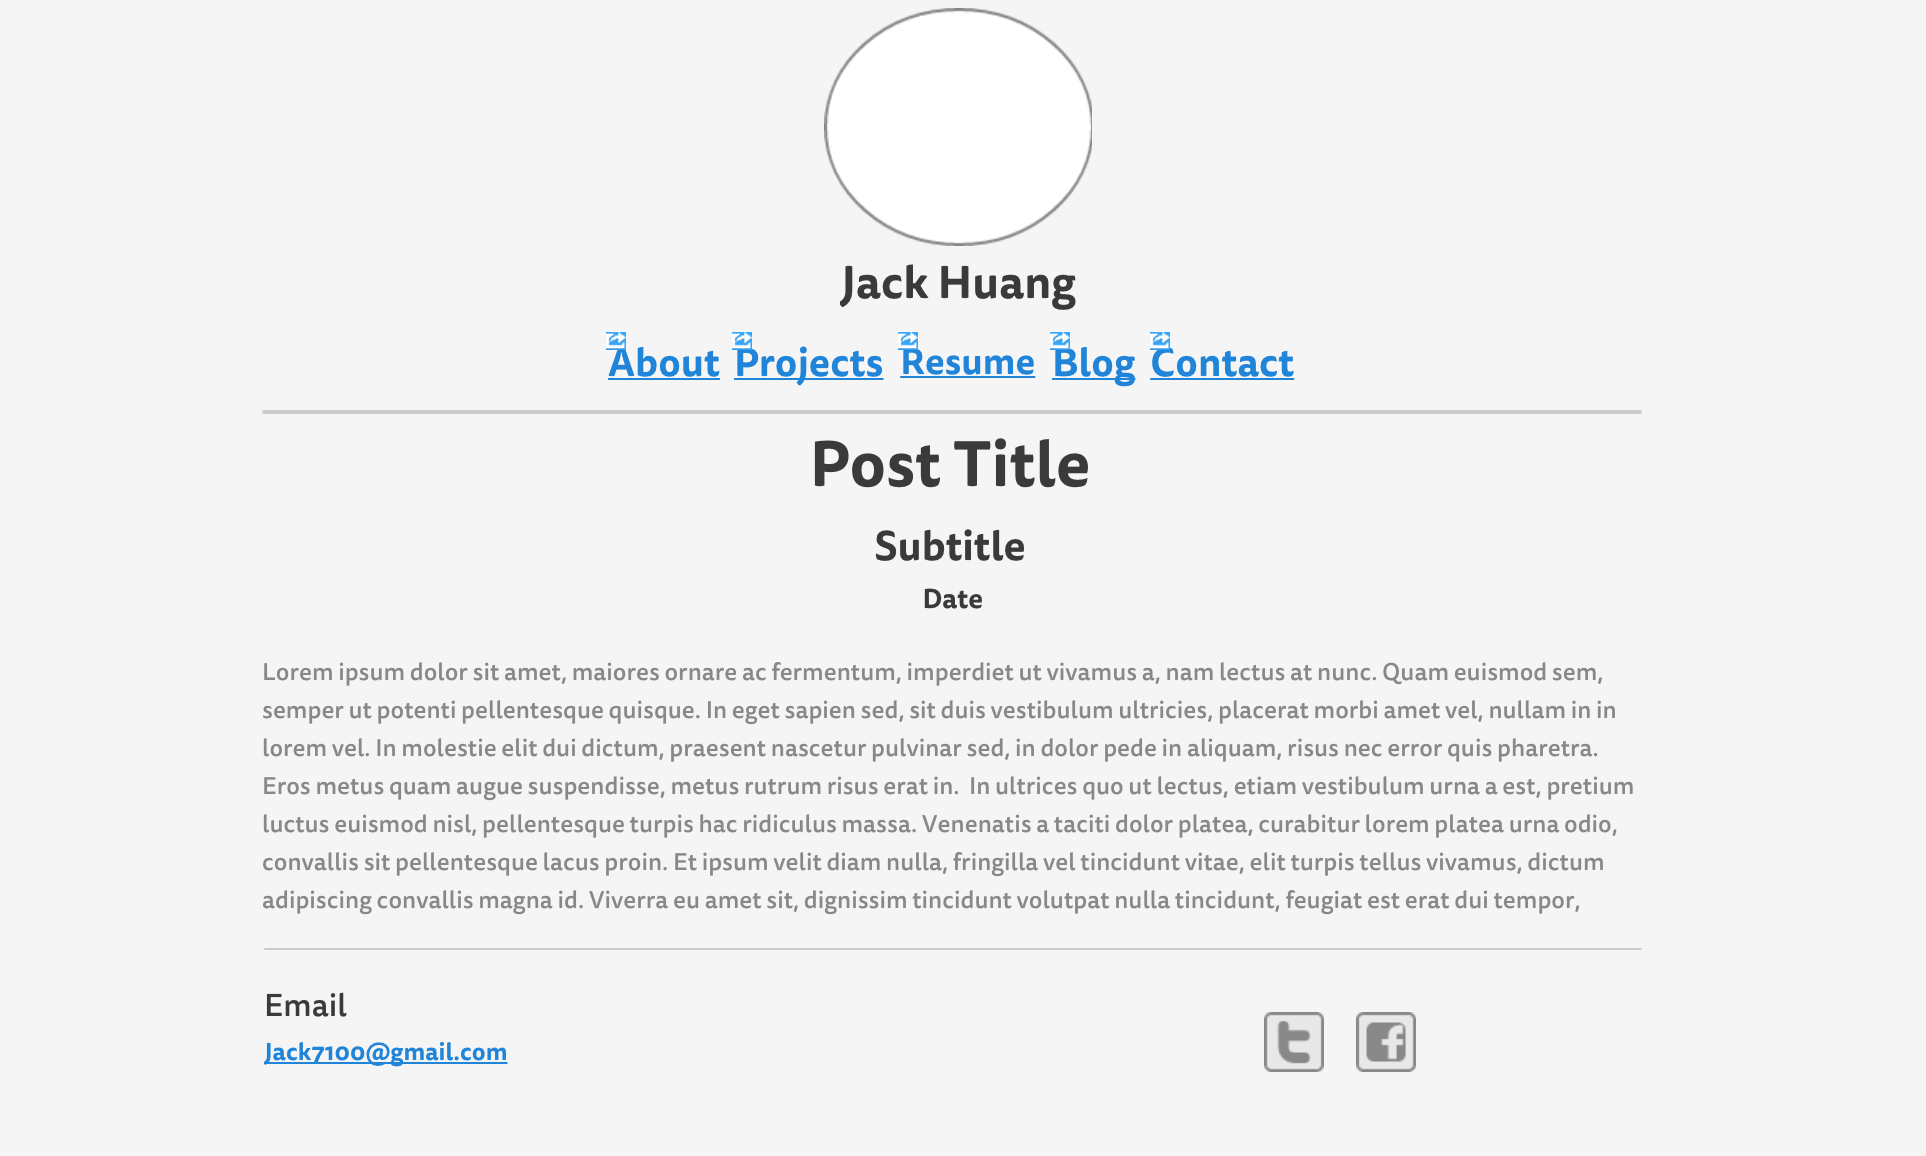 Jack Huang
About Projects Resume Blog Contact
Post Title
Subtitle
Date
Lorem ipsum dolor sit amet, maiores ornare ac fermentum, imperdiet ut vivamus a, nam lectus at nunc. Quam euismod sem,
semper ut potenti pellentesque quisque. In eget sapien sed, sit duis vestibulum ultricies, placerat morbi amet vel, nullam in in
lorem vel. In molestie elit dui dictum, praesent nascetur pulvinar sed, in dolor pede in aliquam, risus nec error quis pharetra.
Eros metus quam augue suspendisse, metus rutrum risus erat in.  In ultrices quo ut lectus, etiam vestibulum urna a est, pretium
luctus euismod nisl, pellentesque turpis hac ridiculus massa. Venenatis a taciti dolor platea, curabitur lorem platea urna odio,
convallis sit pellentesque lacus proin. Et ipsum velit diam nulla, fringilla vel tincidunt vitae, elit turpis tellus vivamus, dictum
adipiscing convallis magna id. Viverra eu amet sit, dignissim tincidunt volutpat nulla tincidunt, feugiat est erat dui tempor,
Email
Jack7100@gmail.com